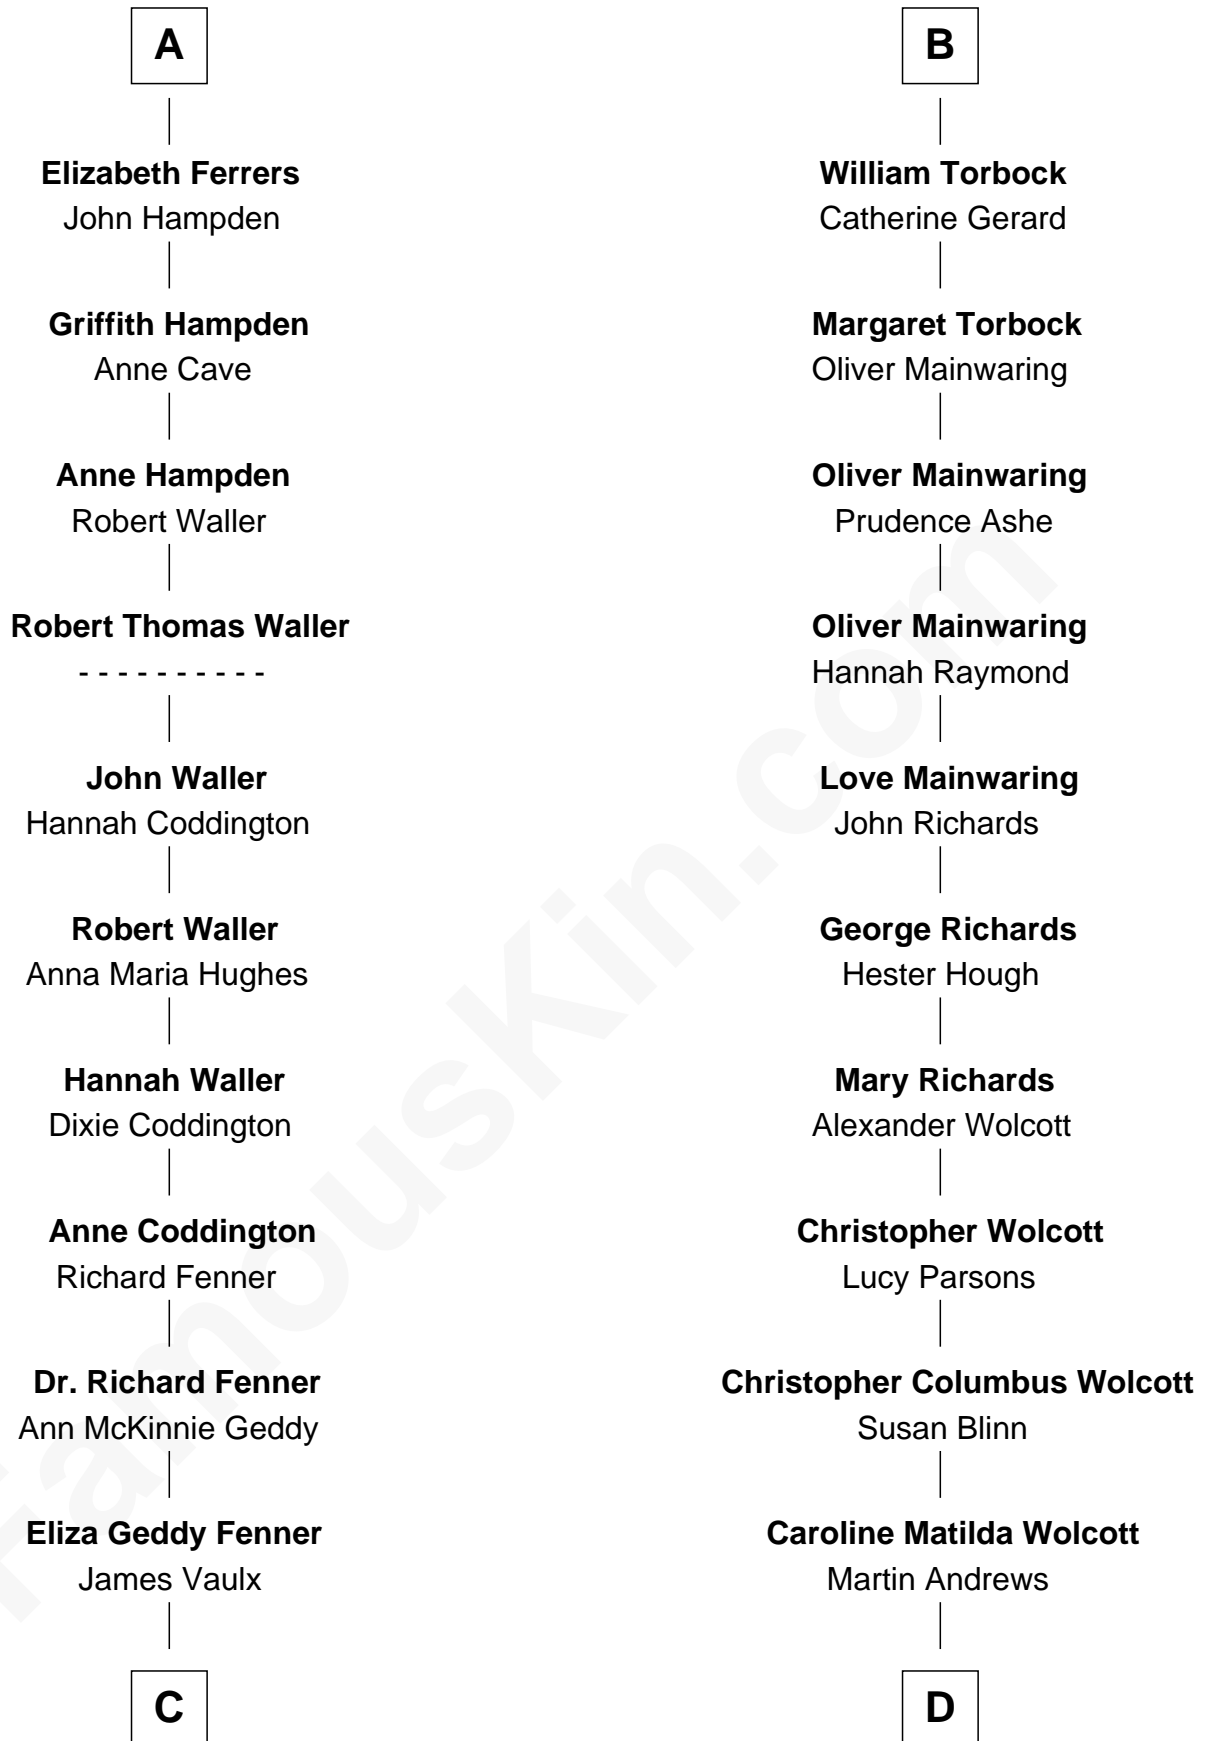 A
Elizabeth Ferrers
John Hampden
Griffith Hampden
Anne Cave
Anne Hampden
Robert Waller
Robert Thomas Waller
- - - - - - - - - -
John Waller
Hannah Coddington
Robert Waller
Anna Maria Hughes
Hannah Waller
Dixie Coddington
Anne Coddington
Richard Fenner
Dr. Richard Fenner
Ann McKinnie Geddy
Eliza Geddy Fenner
James Vaulx
C
B
William Torbock
Catherine Gerard
Margaret Torbock
Oliver Mainwaring
Oliver Mainwaring
Prudence Ashe
Oliver Mainwaring
Hannah Raymond
Love Mainwaring
John Richards
George Richards
Hester Hough
Mary Richards
Alexander Wolcott
Christopher Wolcott
Lucy Parsons
Christopher Columbus Wolcott
Susan Blinn
Caroline Matilda Wolcott
Martin Andrews
D
FamousKin.com